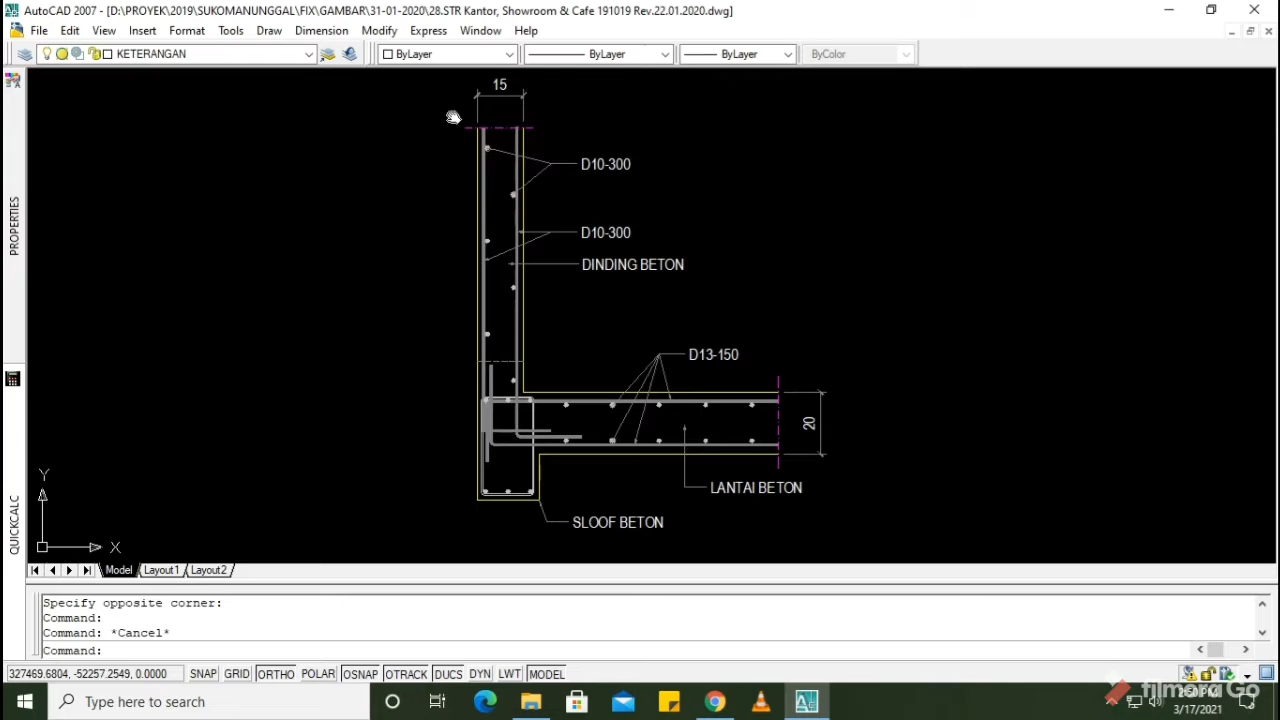 AutoCAD 2007 - [D:\PROYEK\2019\SUKOMANUNGGAL\FIX\GAMBAR\31-01-2020\28.STR Kantor, Showroom & Cafe 191019 Rev.22.01.2020.dwg]
File Edit View Insert Format Tools Draw Dimension Modify Express Window Help
KETERANGAN ByLayer ByLayer ByLayer ByColor
15
D10-300
PROPERTIES
D10-300
DINDING BETON
D13-150
20
LANTAI BETON
SLOOF BETON
QUICKCALC
Y
X
Model Layout1 Layout2
Specify opposite corner:
Command:
Command: *Cancel*
Command:
327469.6804, -52257.2549, 0.0000 SNAP GRID ORTHO POLAR OSNAP OTRACK DUCS DYN LWT MODEL
filmora Go
Type here to search
3/17/2021